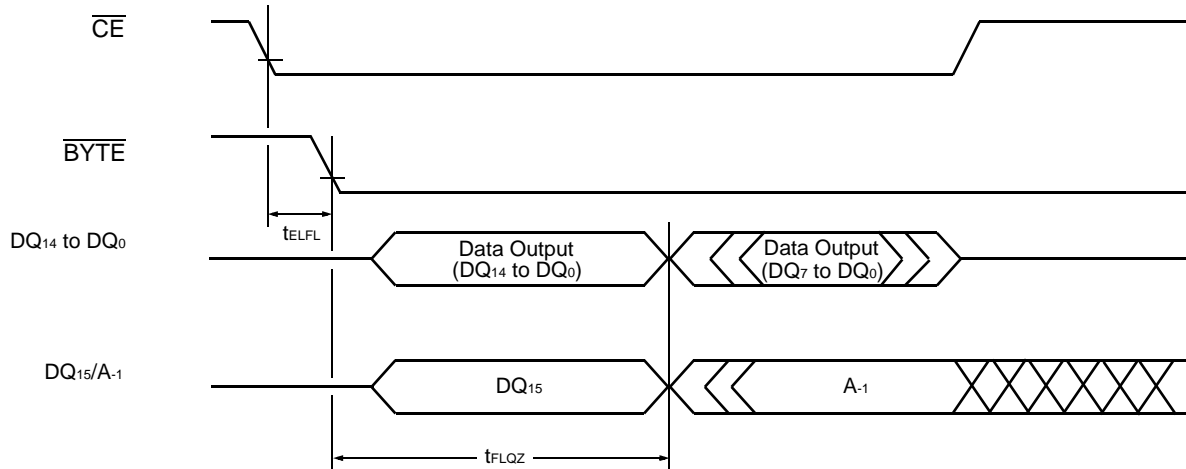 CE
BYTE
tELFL
DQ14 to DQ0
Data Output
(DQ14 to DQ0)
Data Output
(DQ7 to DQ0)
DQ15/A-1
DQ15
A-1
tFLQZ